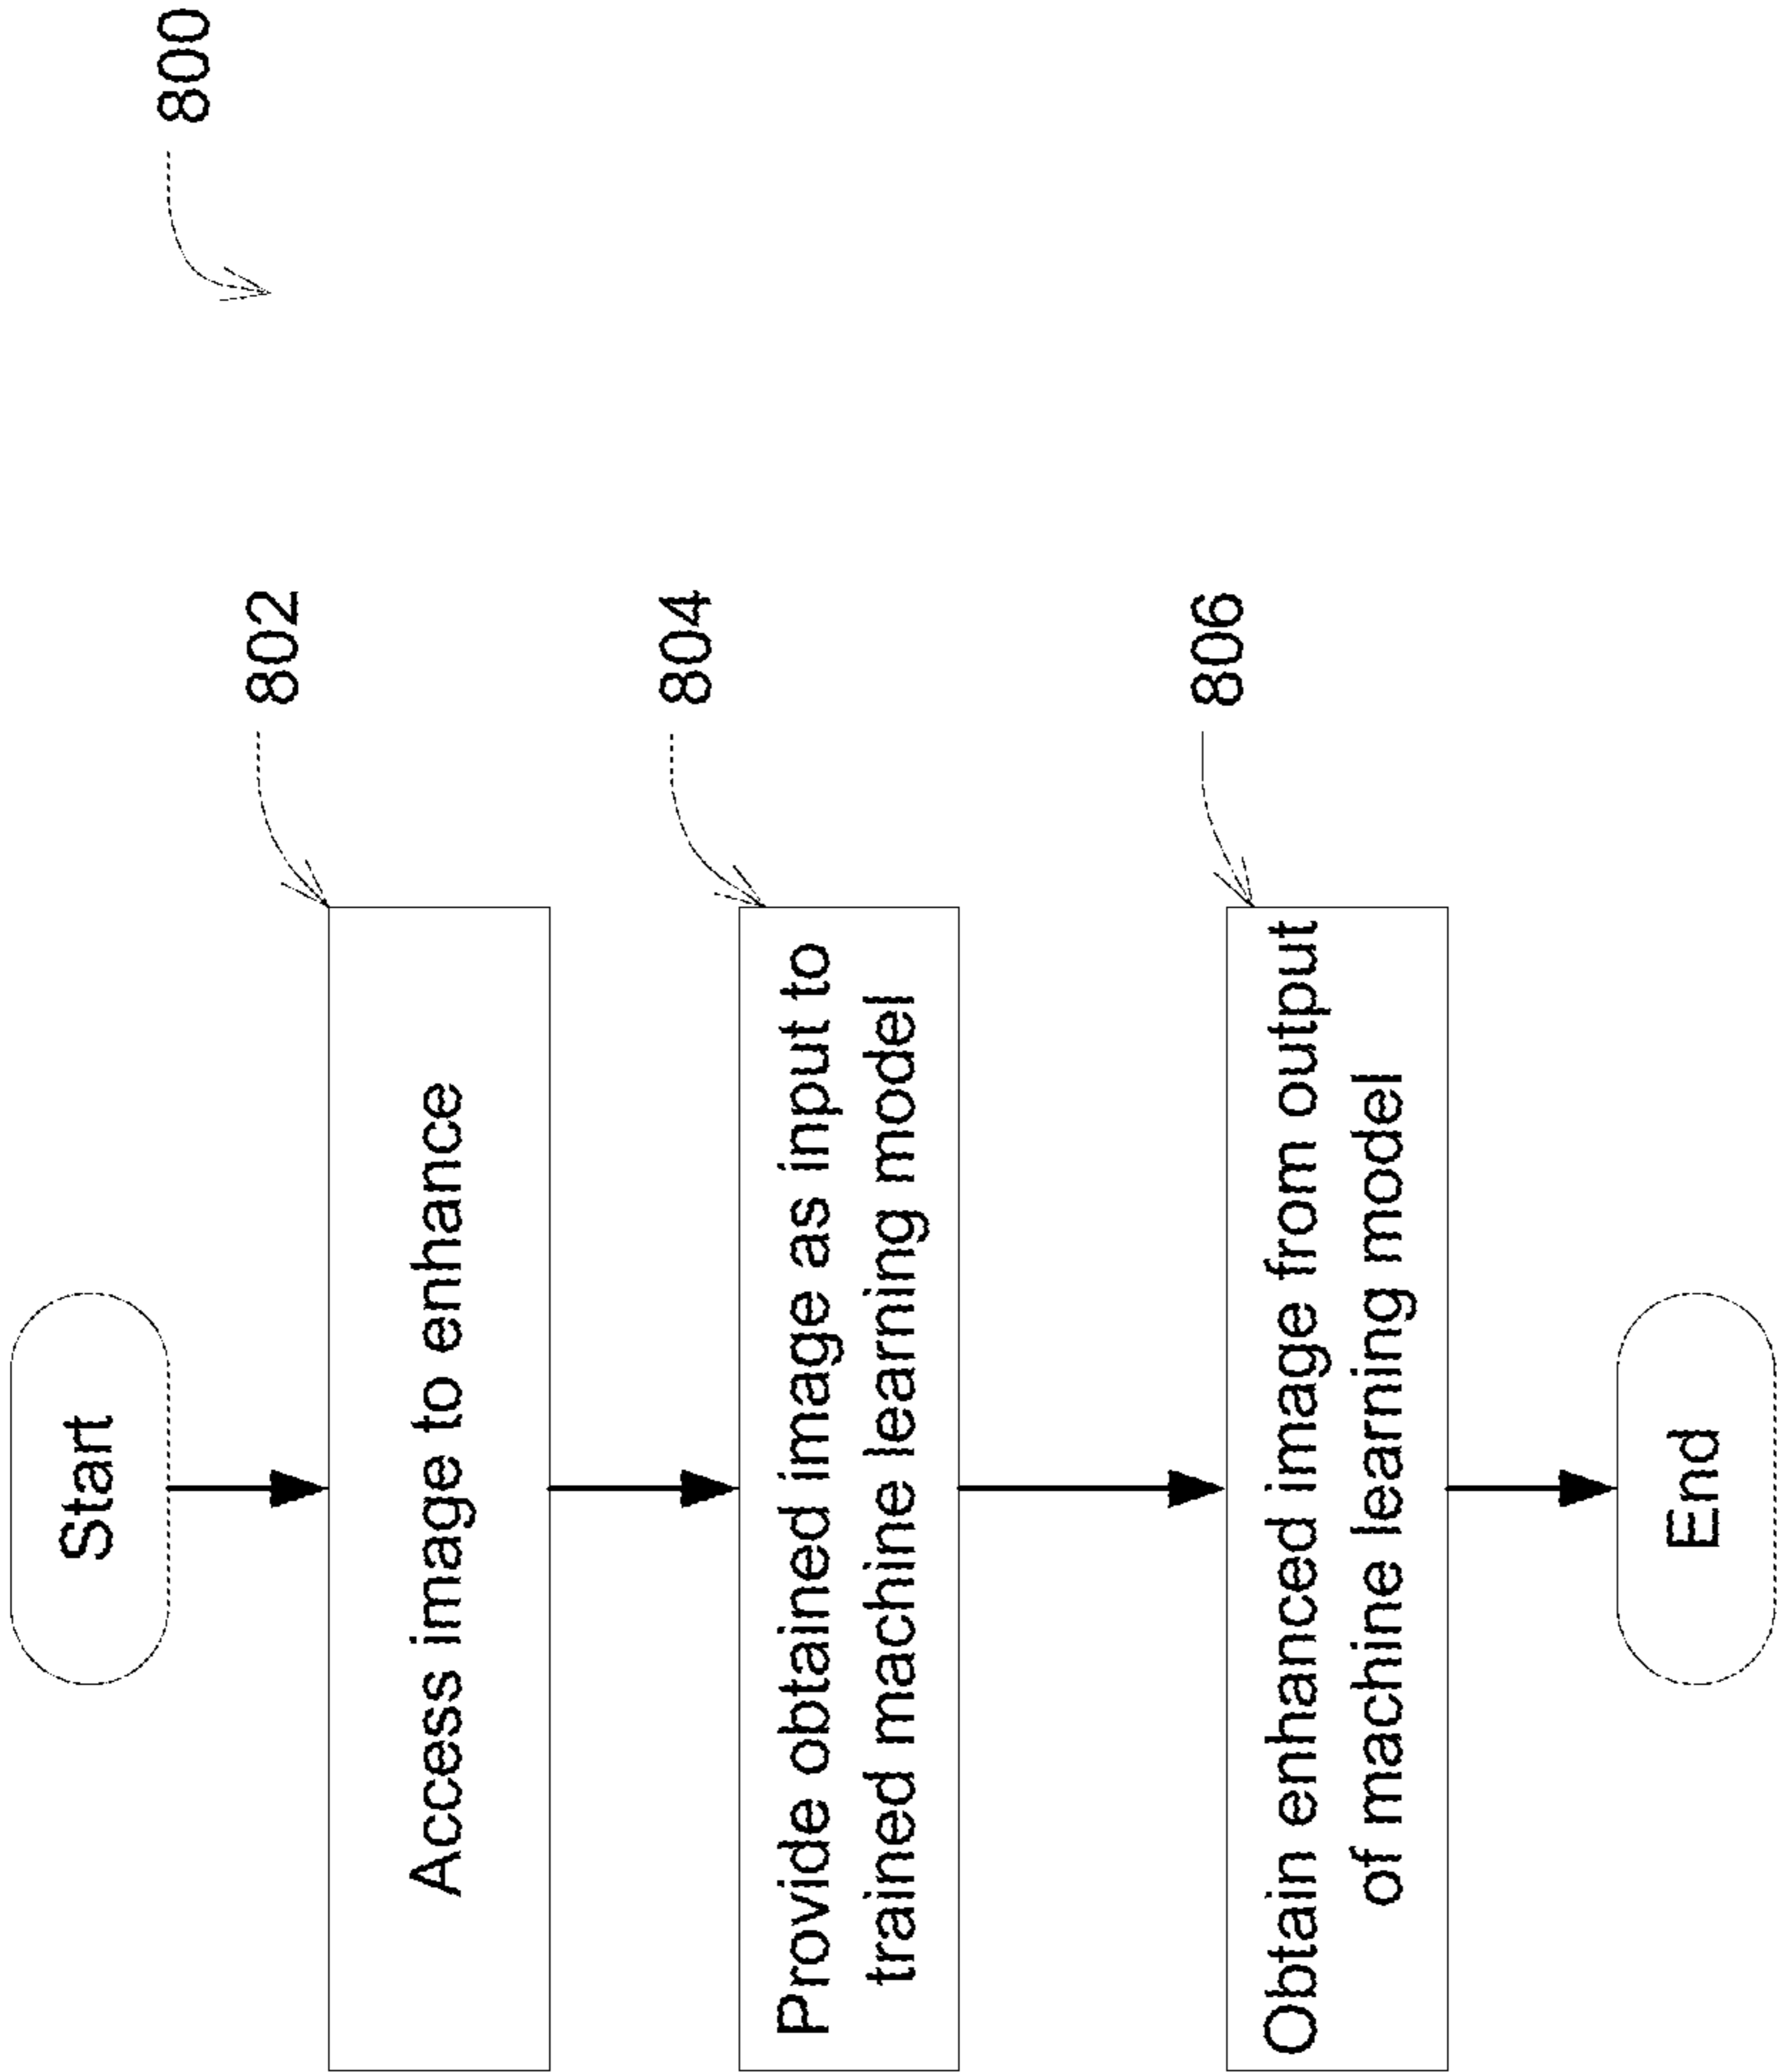 800
Start
802
Access image to enhance
804
Provide obtained image as input to
trained machine learning model
806
Obtain enhanced image from output
of machine learning model
End